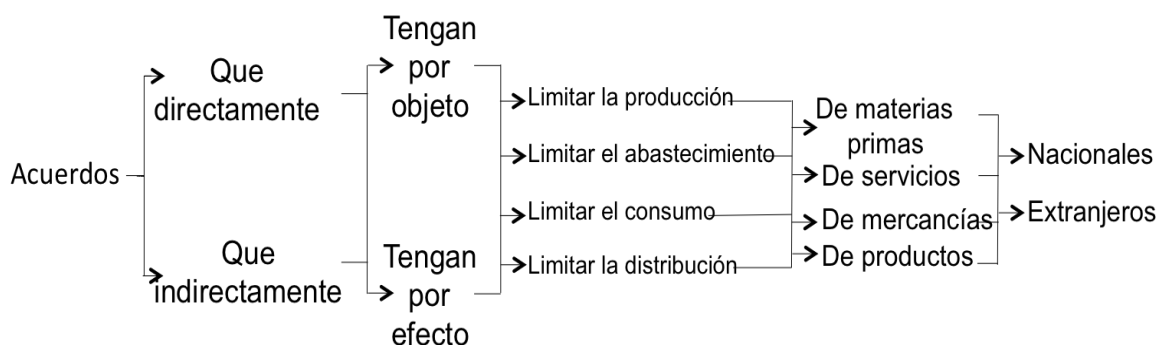 Acuerdos
Que
directamente
Que
indirectamente
Tengan
por
objeto
Tengan
por
efecto
Limitar la producción
Limitar el abastecimiento
Limitar el consumo
Limitar la distribución
De materias
primas
De servicios
De mercancías
De productos
Nacionales
Extranjeros